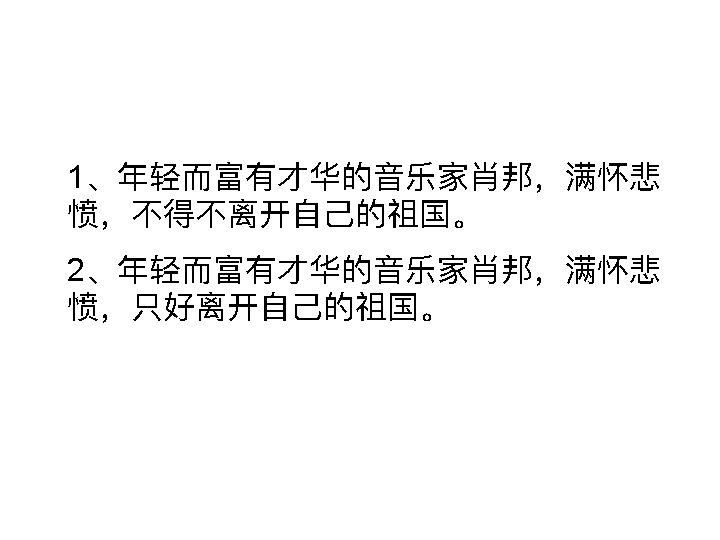 1、年轻而富有才华的音乐家肖邦，满怀悲
愤，不得不离开自己的祖国。
2、年轻而富有才华的音乐家肖邦，满怀悲
愤，只好离开自己的祖国。